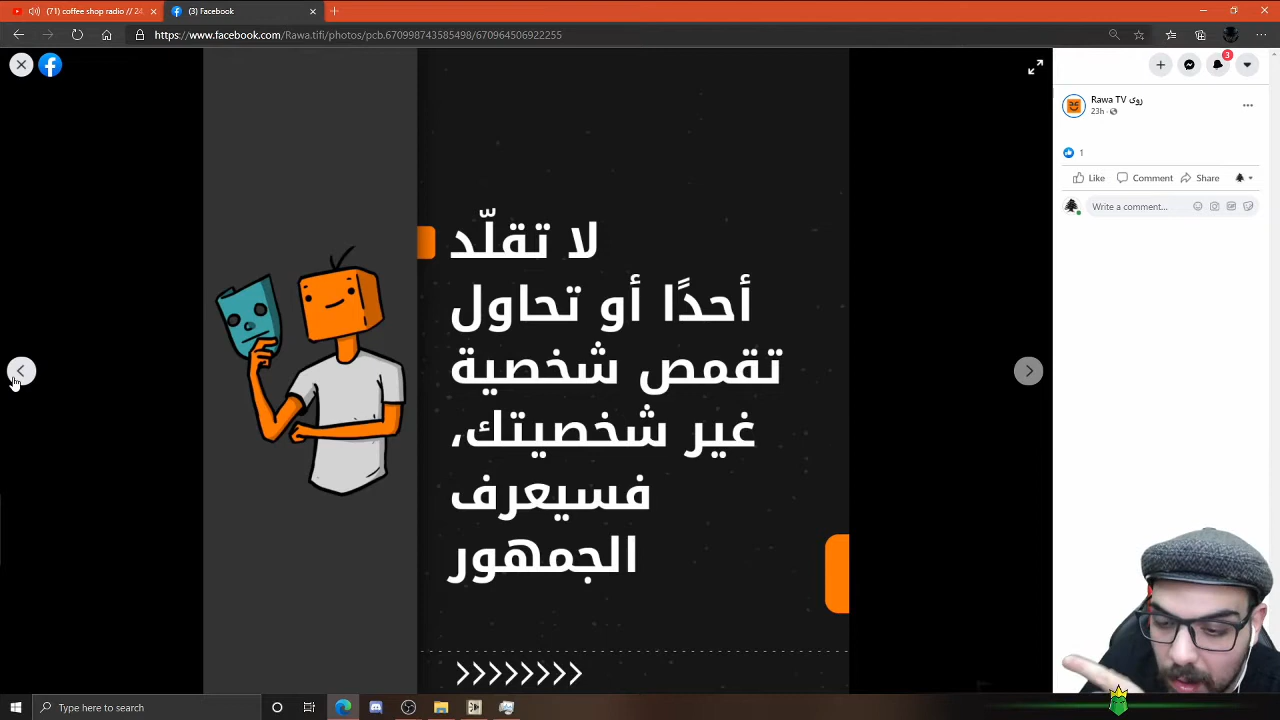 (71) coffee shop radio // 24
(3) Facebook
https://www.facebook.com/Rawa.tifi/photos/pcb.670998743585498/670964506922255
3
Rawa TV روى
23h
1
Like Comment Share
Write a comment...
لا تقلّد
أحدًا أو تحاول
تقمص شخصية
غير شخصيتك،
فسيعرف
الجمهور
Type here to search